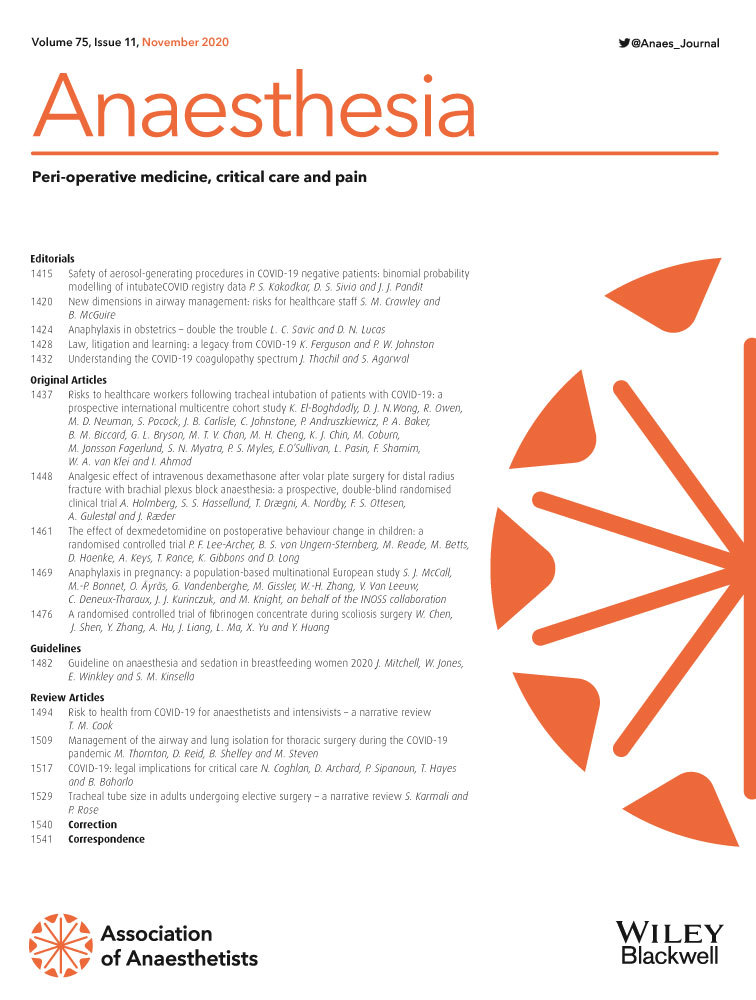 Volume 75, Issue 11, November 2020
@Anaes_Journal
Anaesthesia
Peri-operative medicine, critical care and pain
Editorials
1415 Safety of aerosol-generating procedures in COVID-19 negative patients: binomial probability
modelling of intubateCOVID registry data P. S. Kakodkar, D. S. Sivia and J. J. Pandit
1420 New dimensions in airway management: risks for healthcare staff S. M. Crawley and
B. McGuire
1424 Anaphylaxis in obstetrics – double the trouble L. C. Savic and D. N. Lucas
1428 Law, litigation and learning: a legacy from COVID-19 K. Ferguson and P. W. Johnston
1432 Understanding the COVID-19 coagulopathy spectrum J. Thachil and S. Agarwal
Original Articles
1437 Risks to healthcare workers following tracheal intubation of patients with COVID-19: a
prospective international multicentre cohort study K. El-Boghdadly, D. J. N.Wong, R. Owen,
M. D. Neuman, S. Pocock, J. B. Carlisle, C. Johnstone, P. Andruszkiewicz, P. A. Baker,
B. M. Biccard, G. L. Bryson, M. T. V. Chan, M. H. Cheng, K. J. Chin, M. Coburn,
M. Jonsson Fagerlund, S. N. Myatra, P. S. Myles, E.O’Sullivan, L. Pasin, F. Shamim,
W. A. van Klei and I. Ahmad
1448 Analgesic effect of intravenous dexamethasone after volar plate surgery for distal radius
fracture with brachial plexus block anaesthesia: a prospective, double-blind randomised
clinical trial A. Holmberg, S. S. Hassellund, T. Drægni, A. Nordby, F. S. Ottesen,
A. Gulestøl and J. Ræder
1461 The effect of dexmedetomidine on postoperative behaviour change in children: a
randomised controlled trial P. F. Lee-Archer, B. S. von Ungern-Sternberg, M. Reade, M. Betts,
D. Haenke, A. Keys, T. Rance, K. Gibbons and D. Long
1469 Anaphylaxis in pregnancy: a population-based multinational European study S. J. McCall,
M.-P. Bonnet, O. Äyräs, G. Vandenberghe, M. Gissler, W.-H. Zhang, V. Van Leeuw,
C. Deneux-Tharaux, J. J. Kurinczuk, and M. Knight, on behalf of the INOSS collaboration
1476 A randomised controlled trial of fibrinogen concentrate during scoliosis surgery W. Chen,
J. Shen, Y. Zhang, A. Hu, J. Liang, L. Ma, X. Yu and Y. Huang
Guidelines
1482 Guideline on anaesthesia and sedation in breastfeeding women 2020 J. Mitchell, W. Jones,
E. Winkley and S. M. Kinsella
Review Articles
1494 Risk to health from COVID-19 for anaesthetists and intensivists – a narrative review
T. M. Cook
1509 Management of the airway and lung isolation for thoracic surgery during the COVID-19
pandemic M. Thornton, D. Reid, B. Shelley and M. Steven
1517 COVID-19: legal implications for critical care N. Coghlan, D. Archard, P. Sipanoun, T. Hayes
and B. Baharlo
1529 Tracheal tube size in adults undergoing elective surgery – a narrative review S. Karmali and
P. Rose
1540 Correction
1541 Correspondence
Association
of Anaesthetists
WILEY
Blackwell